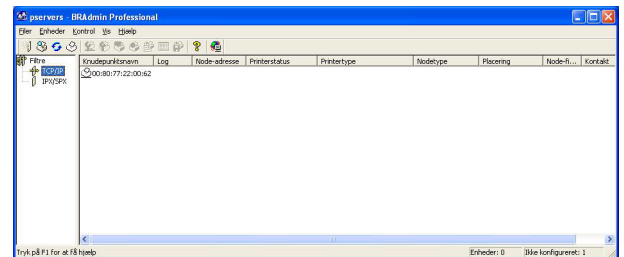 pservers - BRAdmin Professional
Filer Enheder Kontrol Vis Hjælp
Filtre
TCP/IP
IPX/SPX
Knudepunktsnavn Log Node-adresse Printerstatus Printertype Nodetype Placering Node-fi... Kontakt
00:80:77:22:00:62
Tryk på F1 for at få hjælp Enheder: 0 Ikke konfigureret: 1